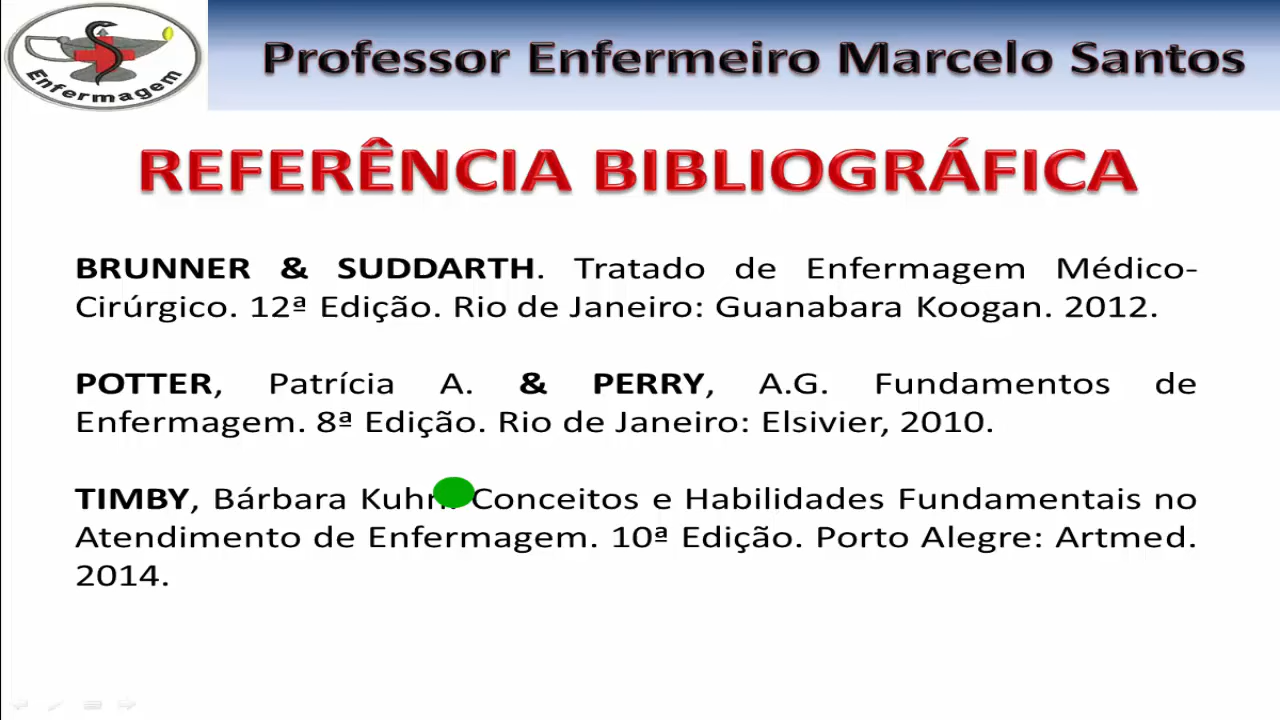 Enfermagem
Professor Enfermeiro Marcelo Santos
REFERÊNCIA BIBLIOGRÁFICA
BRUNNER & SUDDARTH. Tratado de Enfermagem Médico-
Cirúrgico. 12ª Edição. Rio de Janeiro: Guanabara Koogan. 2012.
POTTER, Patrícia A. & PERRY, A.G. Fundamentos de
Enfermagem. 8ª Edição. Rio de Janeiro: Elsivier, 2010.
TIMBY, Bárbara Kuhn. Conceitos e Habilidades Fundamentais no
Atendimento de Enfermagem. 10ª Edição. Porto Alegre: Artmed.
2014.